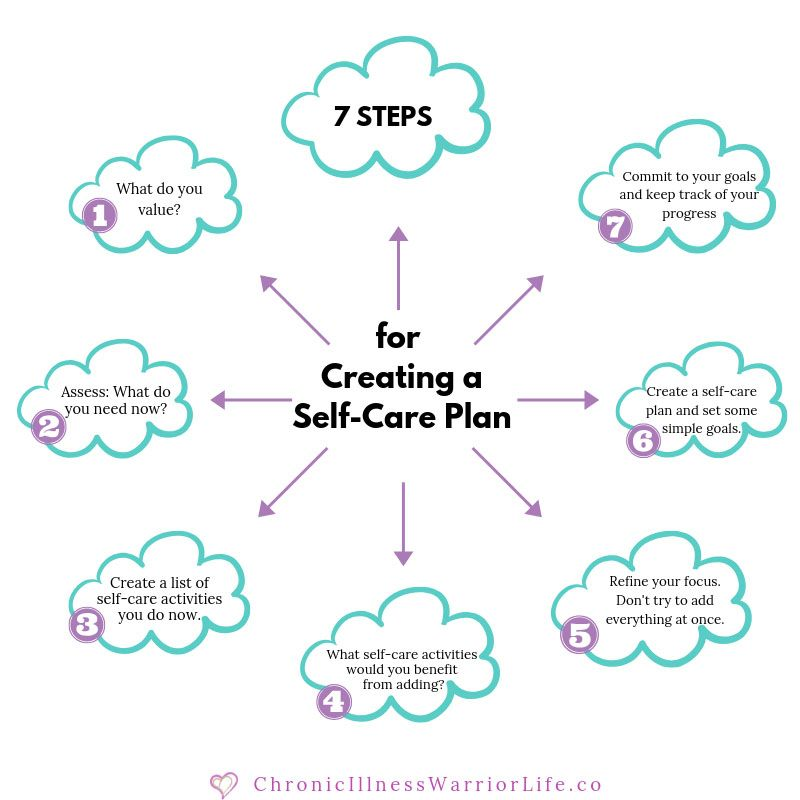 7 STEPS
for
Creating a
Self-Care Plan
1
What do you
value?
2
Assess: What do
you need now?
3
Create a list of
self-care activities
you do now.
4
What self-care activities
would you benefit
from adding?
5
Refine your focus.
Don't try to add
everything at once.
6
Create a self-care
plan and set some
simple goals.
7
Commit to your goals
and keep track of your
progress
ChronicIllnessWarriorLife.co